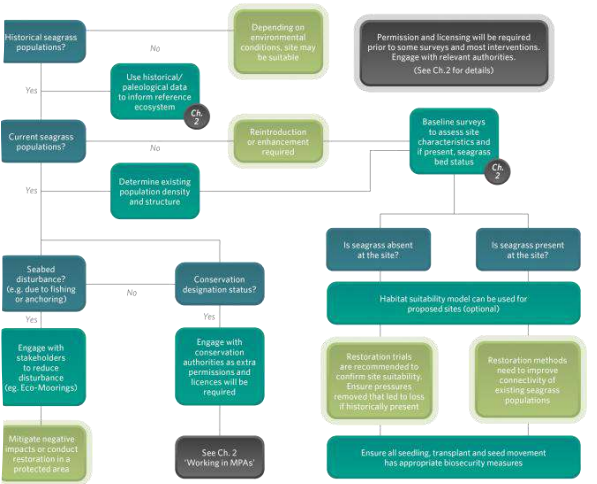 Historical seagrass
populations?
No
Depending on
environmental
conditions, site may
be suitable
Permission and licensing will be required
prior to some surveys and most interventions.
Engage with relevant authorities.
(See Ch.2 for details)
Yes
Use historical/
paleological data
to inform reference
ecosystem
Ch.
2
Current seagrass
populations?
No
Reintroduction
or enhancement
required
Baseline surveys
to assess site
characteristics and
if present, seagrass
bed status
Ch.
2
Yes
Determine existing
population density
and structure
Is seagrass absent
at the site?
Is seagrass present
at the site?
Seabed
disturbance?
(e.g. due to fishing
or anchoring)
No
Conservation
designation status?
Habitat suitability model can be used for
proposed sites (optional)
Yes
Yes
Engage with
stakeholders
to reduce
disturbance
(eg. Eco-Moorings)
Engage with
conservation
authorities as extra
permissions and
licences will be
required
Restoration trials
are recommended to
confirm site suitability.
Ensure pressures
removed that led to loss
if historically present
Restoration methods
need to improve
connectivity of
existing seagrass
populations
Mitigate negative
impacts or conduct
restoration in a
protected area
See Ch. 2
'Working in MPAs'
Ensure all seedling, transplant and seed movement
has appropriate biosecurity measures